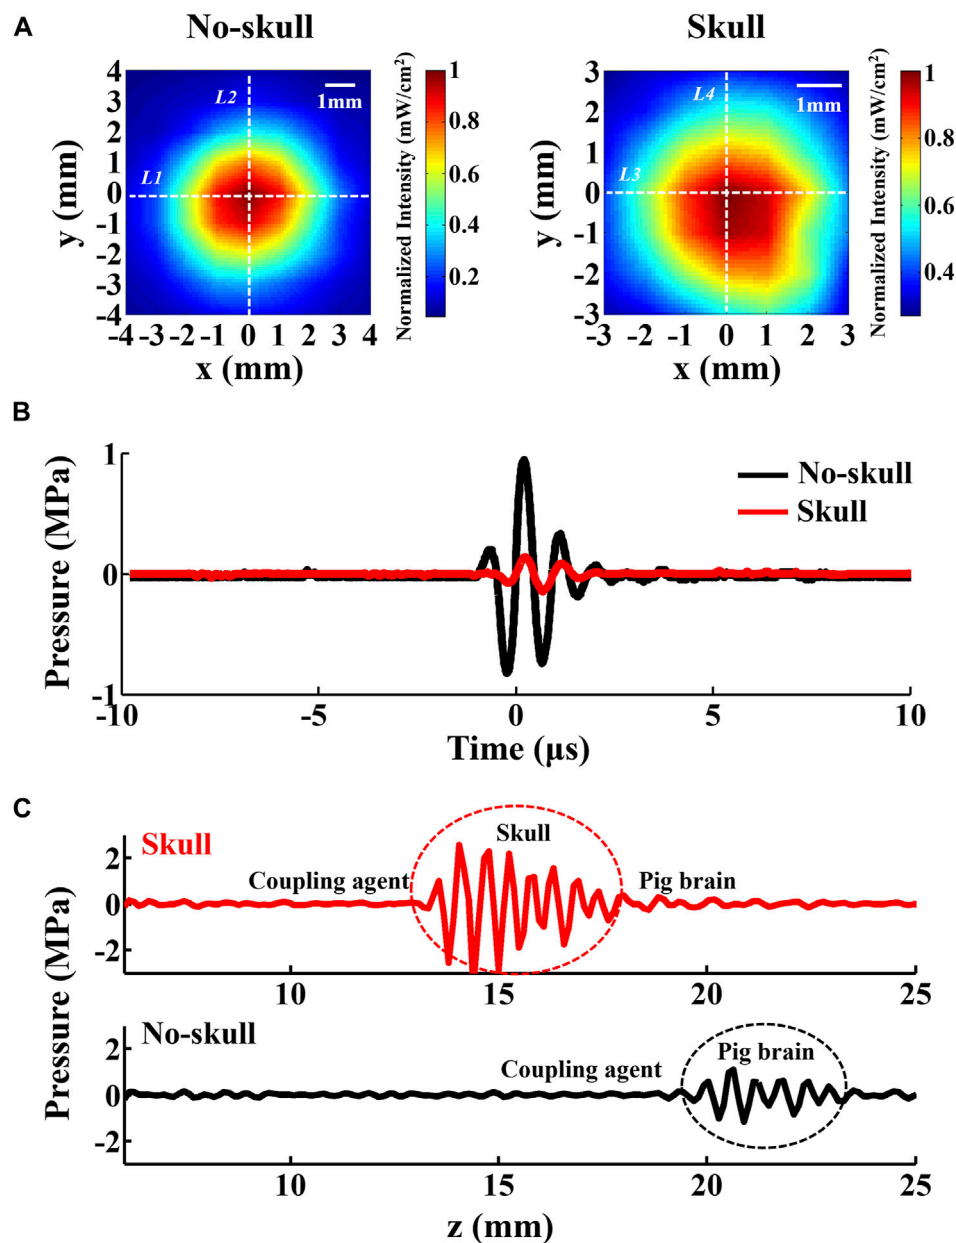 A
No-skull
Skull
4
3
2
1
0
-1
-2
-3
-4
-4 -3 -2 -1 0 1 2 3 4
y (mm)
x (mm)
L1
L2
1mm
1
0.8
0.6
0.4
0.2
Normalized Intensity (mW/cm²)
3
2
1
0
-1
-2
-3
-3 -2 -1 0 1 2 3
y (mm)
x (mm)
L3
L4
1mm
1
0.8
0.6
0.4
Normalized Intensity (mW/cm²)
B
1
0
-1
Pressure (MPa)
No-skull
Skull
-10 -5 0 5 10
Time (μs)
C
Skull
2
0
-2
Coupling agent
Skull
Pig brain
10 15 20 25
Pressure (MPa)
No-skull
2
0
-2
Coupling agent
Pig brain
10 15 20 25
z (mm)